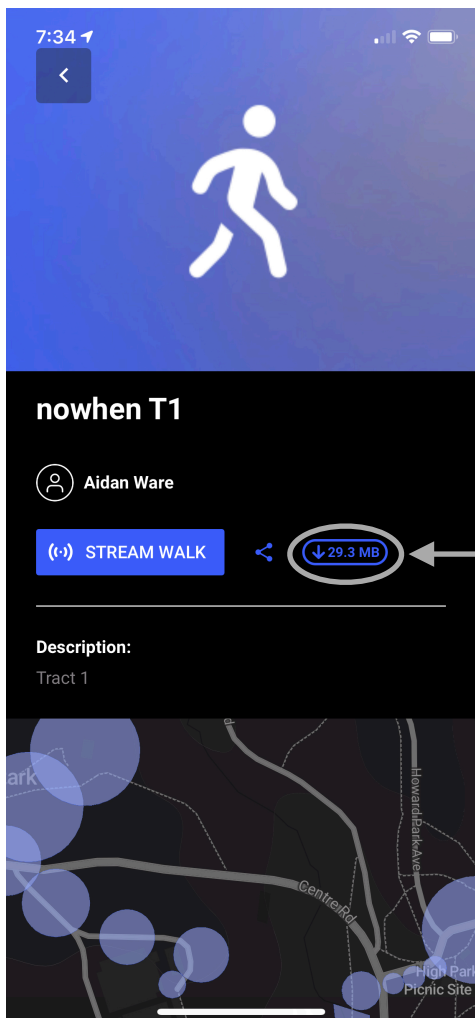 7:34
nowhen T1
Aidan Ware
STREAM WALK
29.3 MB
Description:
Tract 1
ark
d
Howard Park Ave
Centre Rd
High Park
Picnic Site